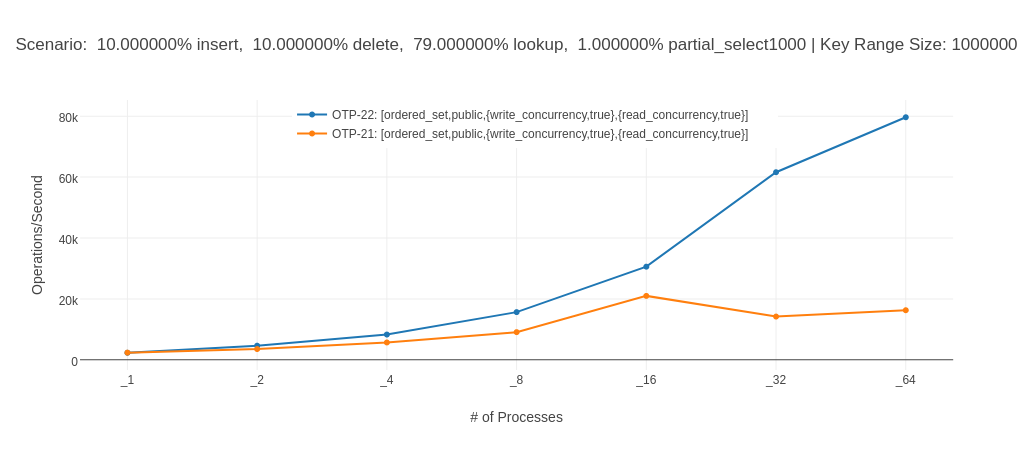 Scenario:  10.000000% insert,  10.000000% delete,  79.000000% lookup,  1.000000% partial_select1000 | Key Range Size: 1000000
OTP-22: [ordered_set,public,{write_concurrency,true},{read_concurrency,true}]
OTP-21: [ordered_set,public,{write_concurrency,true},{read_concurrency,true}]
80k
60k
40k
20k
0
Operations/Second
_1
_2
_4
_8
_16
_32
_64
# of Processes